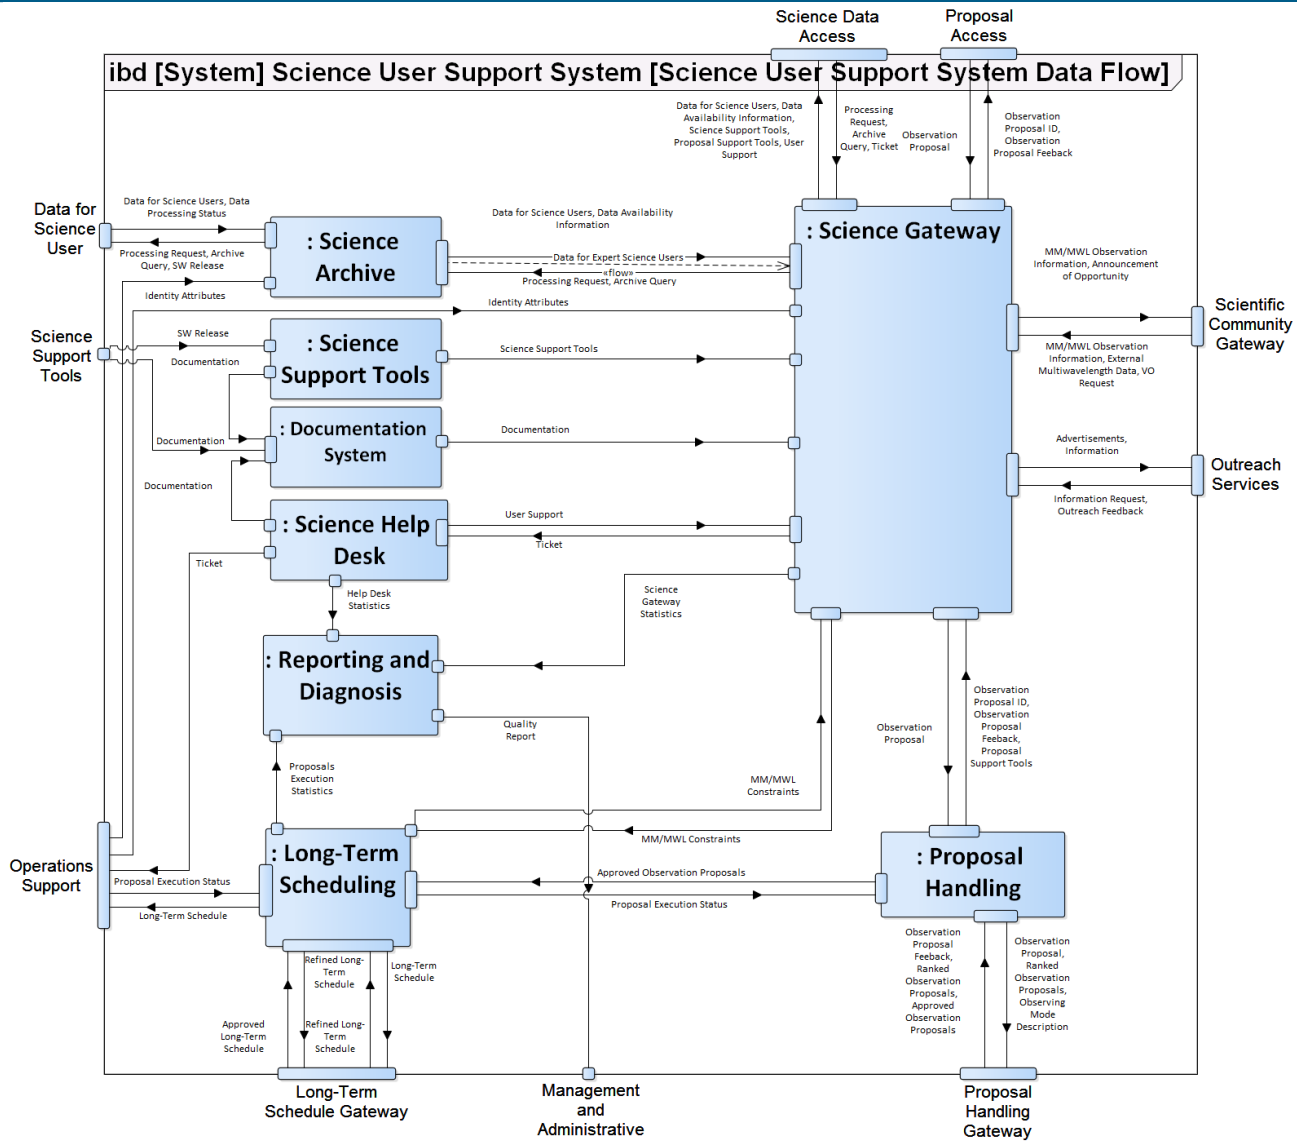 Science Data
Access
Proposal
Access
ibd [System] Science User Support System [Science User Support System Data Flow]
Data for Science Users, Data
Availability Information,
Science Support Tools,
Proposal Support Tools, User
Support
Processing
Request,
Archive
Query, Ticket
Observation
Proposal
Observation
Proposal ID,
Observation
Proposal Feeback
Data for
Science
User
Data for Science Users, Data
Processing Status
Processing Request, Archive
Query, SW Release
Identity Attributes
: Science
Archive
Data for Science Users, Data Availability
Information
Data for Expert Science Users
«flow»
Processing Request, Archive Query
Identity Attributes
: Science Gateway
MM/MWL Observation
Information, Announcement
of Opportunity
Scientific
Community
Gateway
MM/MWL Observation
Information, External
Multiwavelength Data, VO
Request
Science
Support
Tools
SW Release
Documentation
: Science
Support Tools
Science Support Tools
Documentation
: Documentation
System
Documentation
Documentation
Advertisements,
Information
Outreach
Services
Information Request,
Outreach Feedback
: Science Help
Desk
User Support
Ticket
Ticket
Help Desk
Statistics
Science
Gateway
Statistics
: Reporting and
Diagnosis
Quality
Report
Proposals
Execution
Statistics
Observation
Proposal
Observation
Proposal ID,
Observation
Proposal
Feeback,
Proposal
Support Tools
MM/MWL
Constraints
MM/MWL Constraints
Operations
Support
Proposal Execution Status
Long-Term Schedule
: Long-Term
Scheduling
Approved Observation Proposals
Proposal Execution Status
: Proposal
Handling
Refined Long-
Term
Schedule
Long-Term
Schedule
Approved
Long-Term
Schedule
Refined Long-
Term
Schedule
Observation
Proposal
Feeback,
Ranked
Observation
Proposals,
Approved
Observation
Proposals
Observation
Proposal,
Ranked
Observation
Proposals,
Observing
Mode
Description
Long-Term
Schedule Gateway
Management
and
Administrative
Proposal
Handling
Gateway